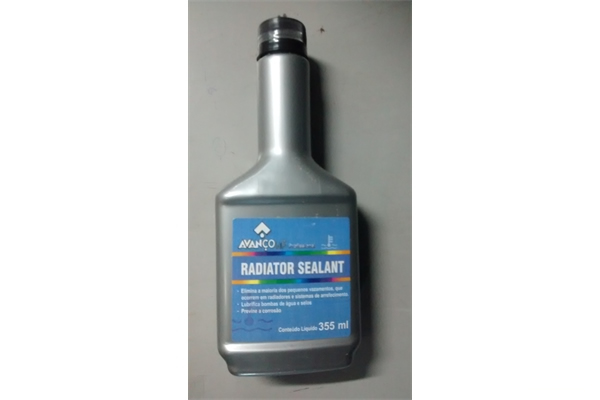 AVANÇO
RADIATOR SEALANT
- Elimina a maioria dos pequenos vazamentos, que
ocorrem em radiadores e sistemas de arrefecimento.
- Lubrifica bombas de água e selos
- Previne a corrosão
Conteúdo Líquido 355 ml